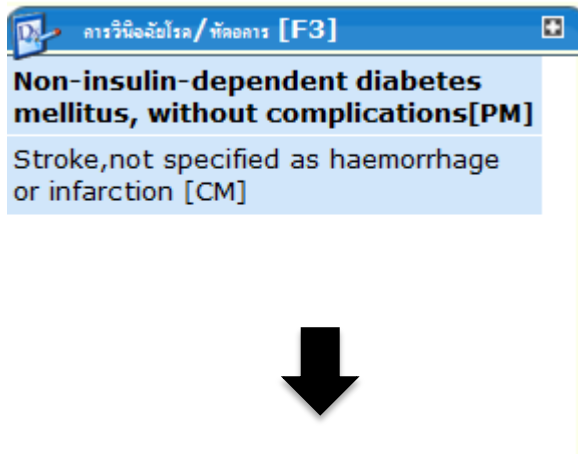 การวินิจฉัยโรค/หัตถการ [F3]
Non-insulin-dependent diabetes
mellitus, without complications[PM]
Stroke,not specified as haemorrhage
or infarction [CM]